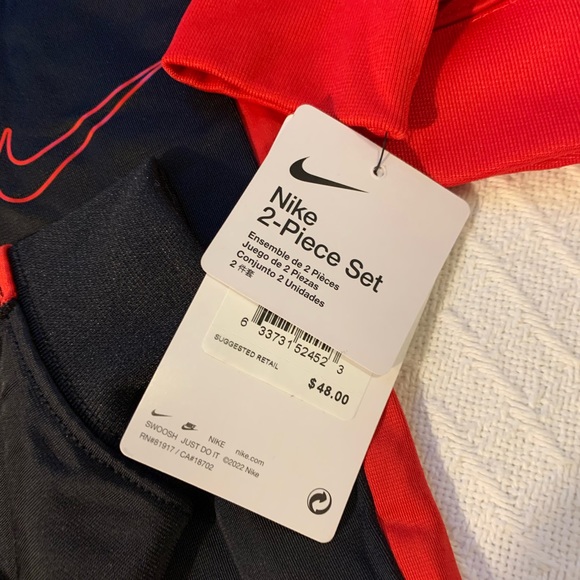 Nike
2-Piece Set
Ensemble de 2 Pièces
Juego de 2 Piezas
Conjunto 2 Unidades
2 件套
6 33731 52452 3
SUGGESTED RETAIL
$48.00
NIKE nike.com
SWOOSH JUST DO IT ©2022 Nike
RN#81917 / CA#18702